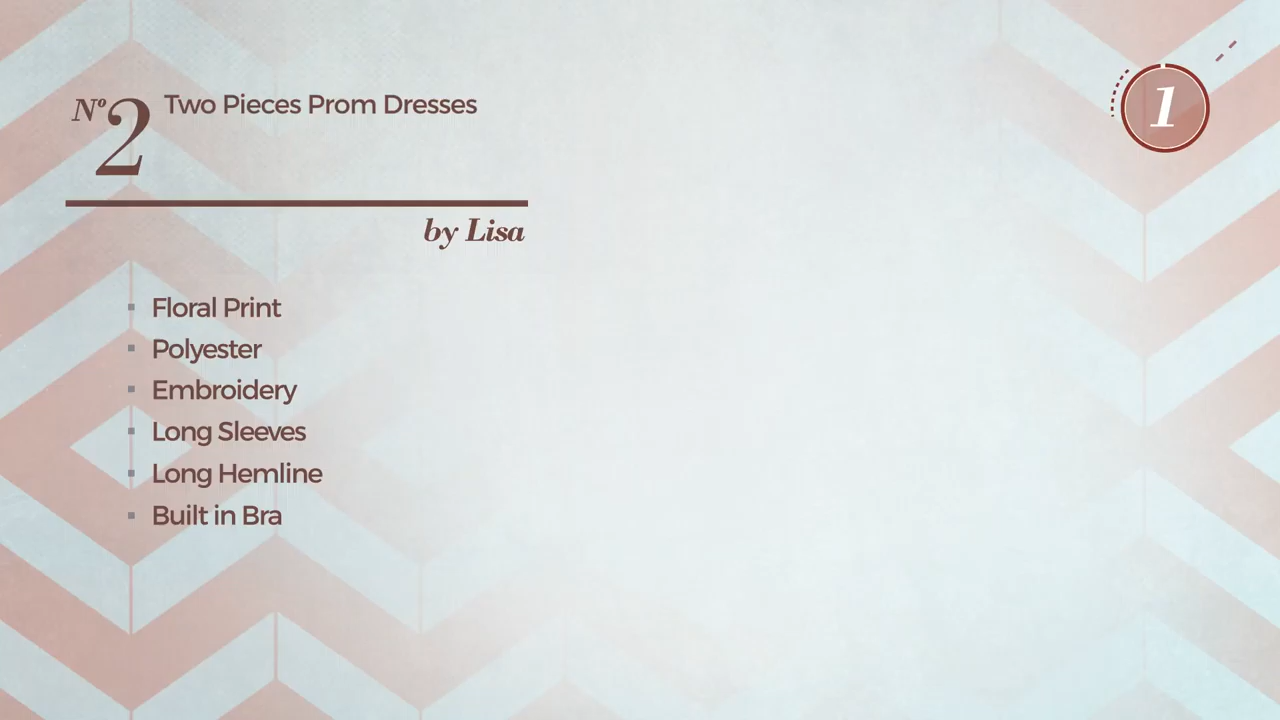 Nº2 Two Pieces Prom Dresses
1
by Lisa
Floral Print
Polyester
Embroidery
Long Sleeves
Long Hemline
Built in Bra